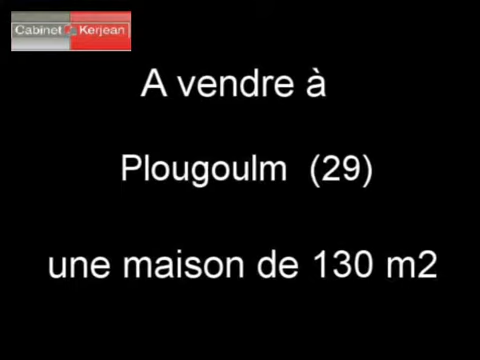 Cabinet Kerjean
A vendre à
Plougoulm (29)
une maison de 130 m2